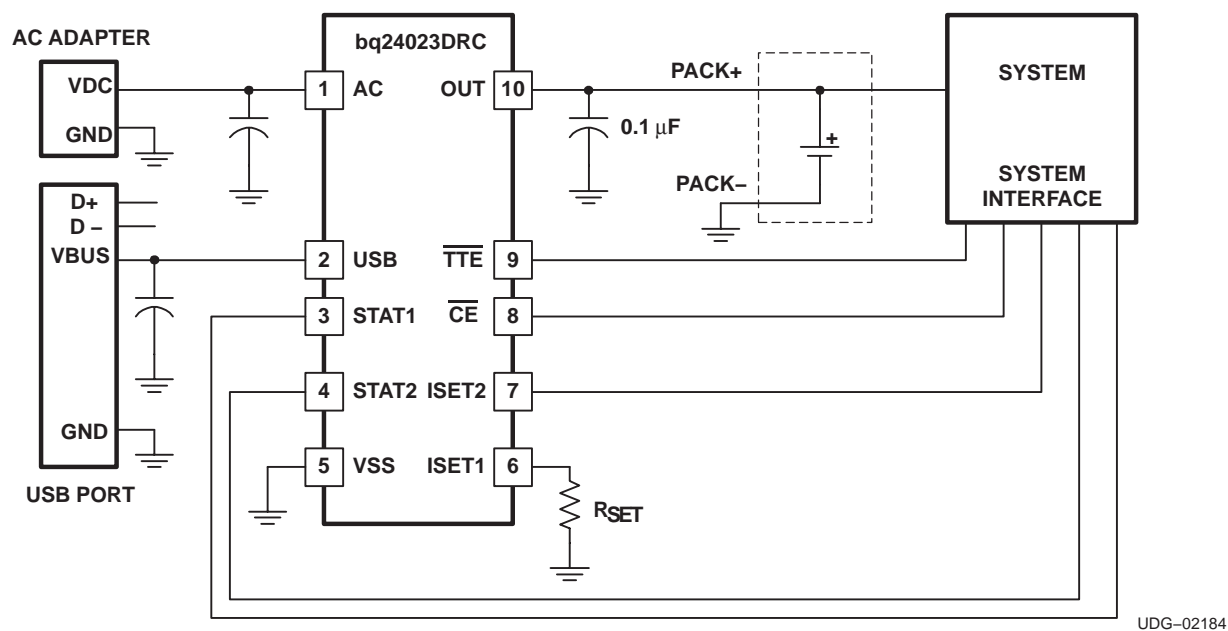 AC ADAPTER
VDC
GND
D+
D –
VBUS
GND
USB PORT
bq24023DRC
1 AC
OUT 10
2 USB
TTE 9
3 STAT1
CE 8
4 STAT2
ISET2 7
5 VSS
ISET1 6
0.1 μF
RSET
PACK+
+
PACK–
SYSTEM
SYSTEM
INTERFACE
UDG–02184